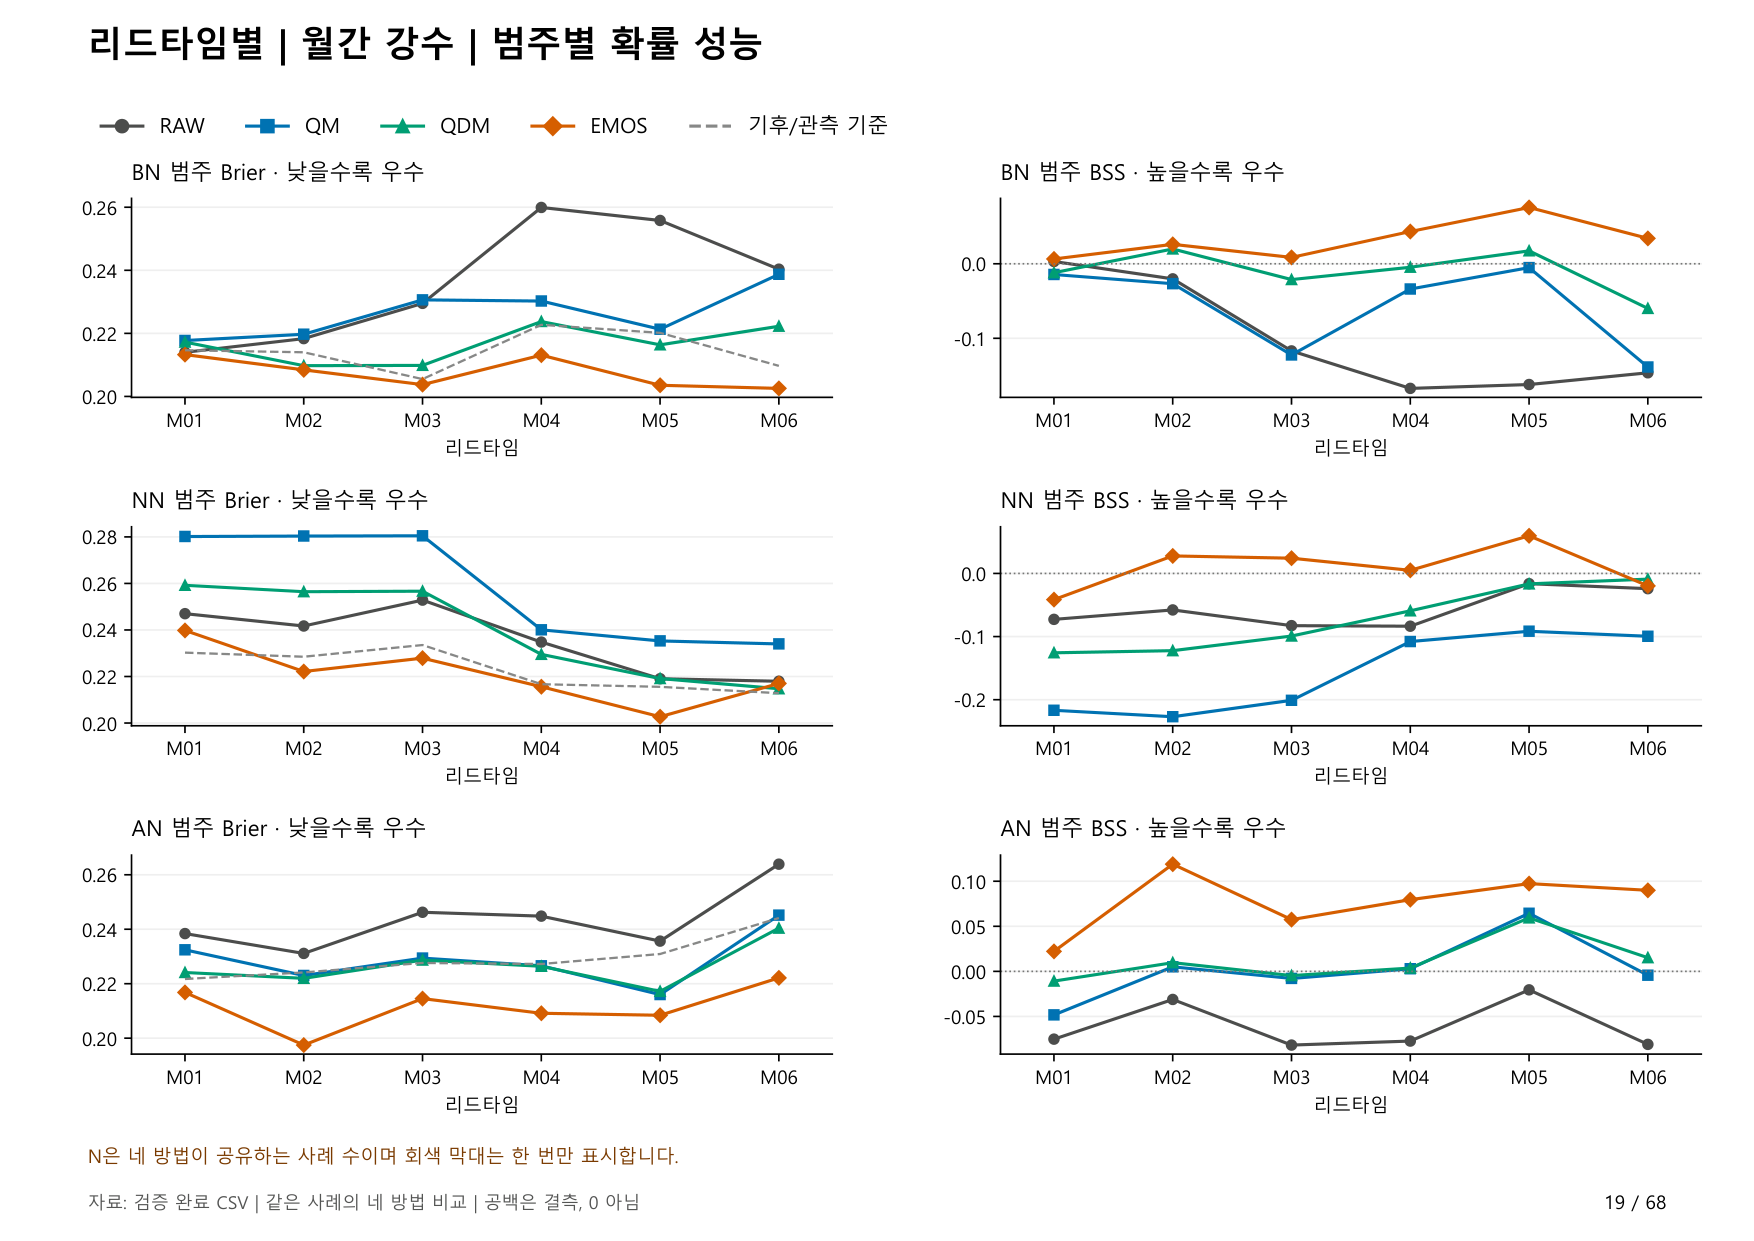 리드타임별 | 월간 강수 | 범주별 확률 성능
RAW QM QDM EMOS 기후/관측 기준
BN 범주 Brier · 낮을수록 우수
0.26
0.24
0.22
0.20
M01 M02 M03 M04 M05 M06
리드타임
BN 범주 BSS · 높을수록 우수
0.0
-0.1
M01 M02 M03 M04 M05 M06
리드타임
NN 범주 Brier · 낮을수록 우수
0.28
0.26
0.24
0.22
0.20
M01 M02 M03 M04 M05 M06
리드타임
NN 범주 BSS · 높을수록 우수
0.0
-0.1
-0.2
M01 M02 M03 M04 M05 M06
리드타임
AN 범주 Brier · 낮을수록 우수
0.26
0.24
0.22
0.20
M01 M02 M03 M04 M05 M06
리드타임
AN 범주 BSS · 높을수록 우수
0.10
0.05
0.00
-0.05
M01 M02 M03 M04 M05 M06
리드타임
N은 네 방법이 공유하는 사례 수이며 회색 막대는 한 번만 표시합니다.
자료: 검증 완료 CSV | 같은 사례의 네 방법 비교 | 공백은 결측, 0 아님
19 / 68